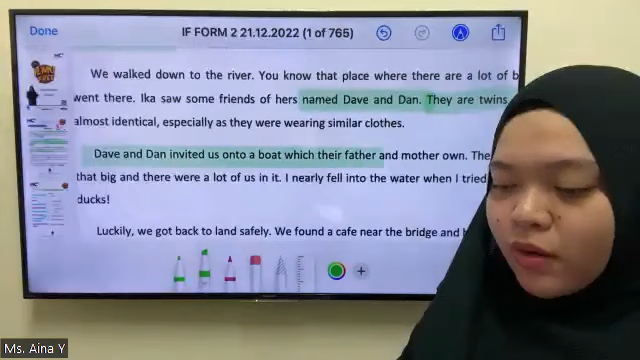 Done
IF FORM 2 21.12.2022 (1 of 765)
We walked down to the river. You know that place where there are a lot of b
went there. Ika saw some friends of hers named Dave and Dan. They are twins
almost identical, especially as they were wearing similar clothes.
Dave and Dan invited us onto a boat which their father and mother own. The
that big and there were a lot of us in it. I nearly fell into the water when I tried
ducks!
Luckily, we got back to land safely. We found a cafe near the bridge and
Ms. Aina Y